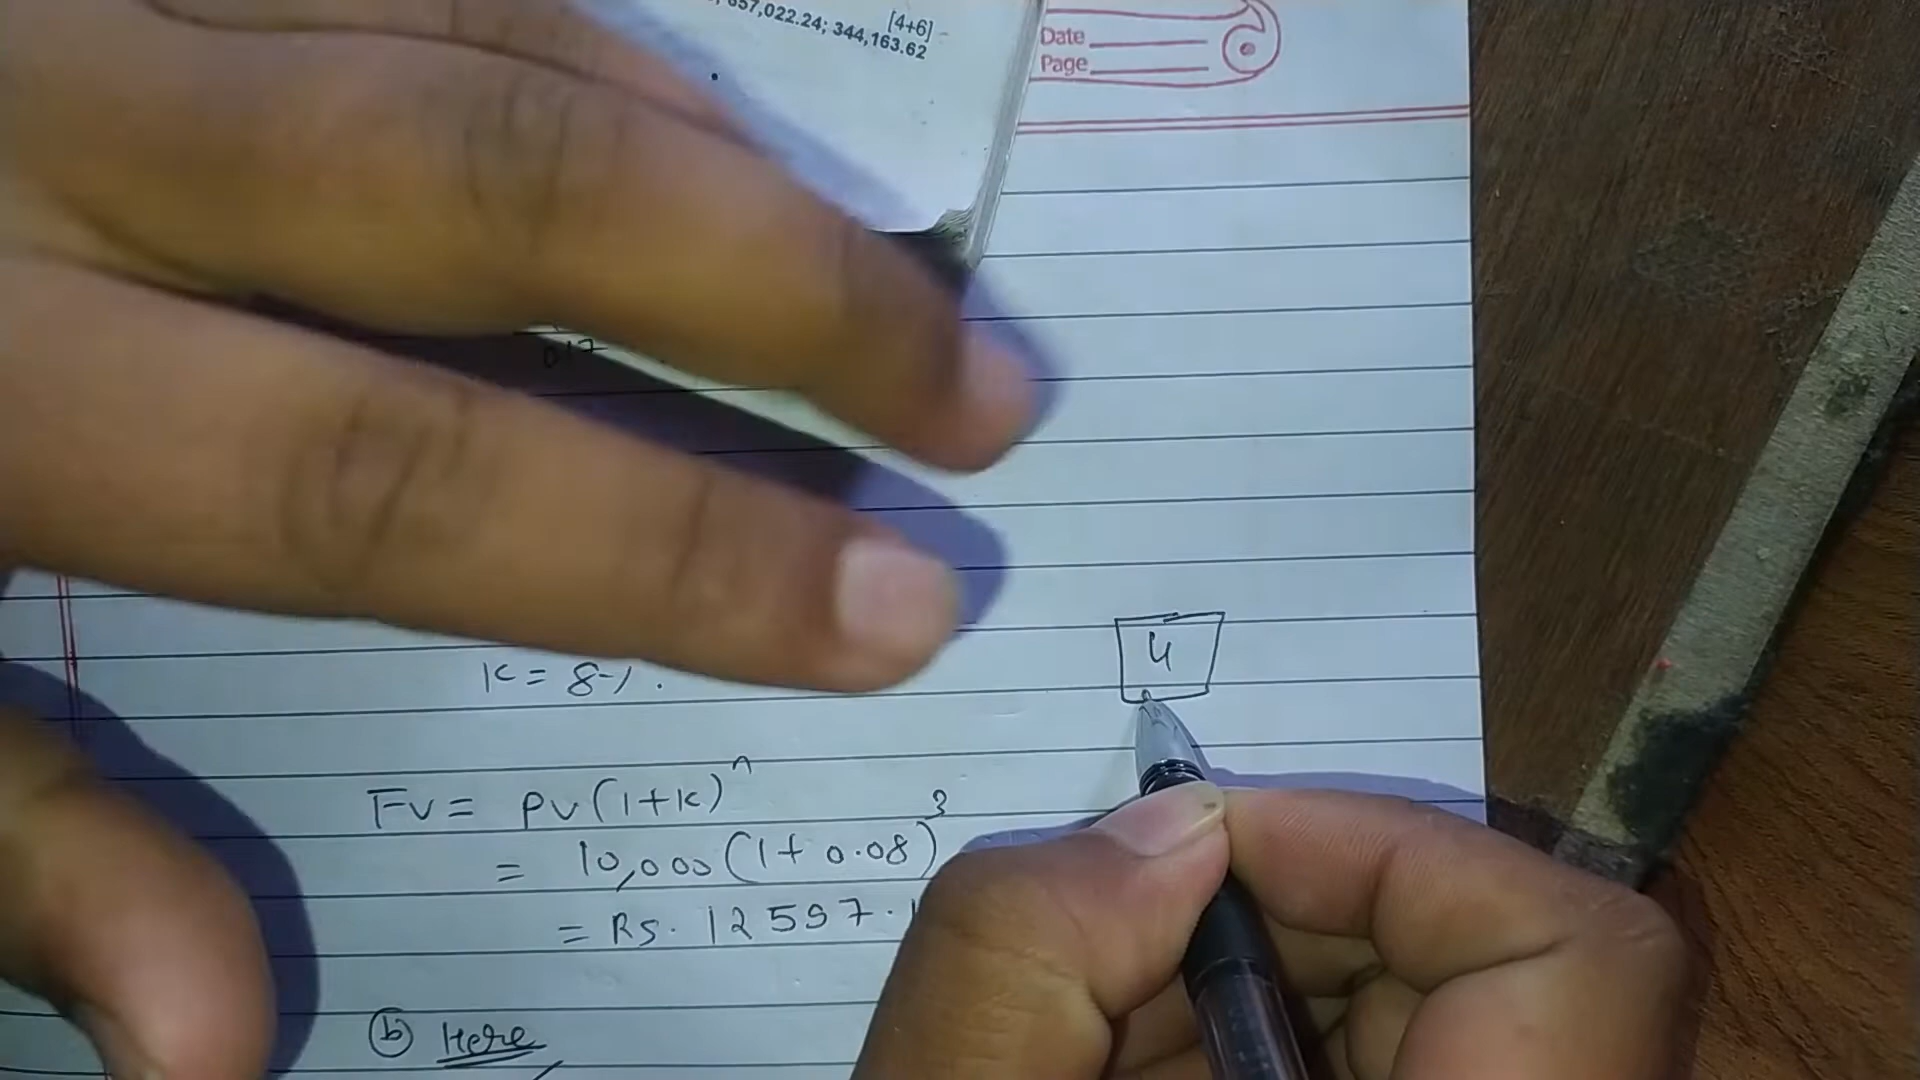 [4+6]
657,022.24; 344,163.62
Date
Page
017
K = 8%.
4
FV = PV(1+K)^n
= 10,000(1+0.08)^3
= Rs. 12597.
(b) Here